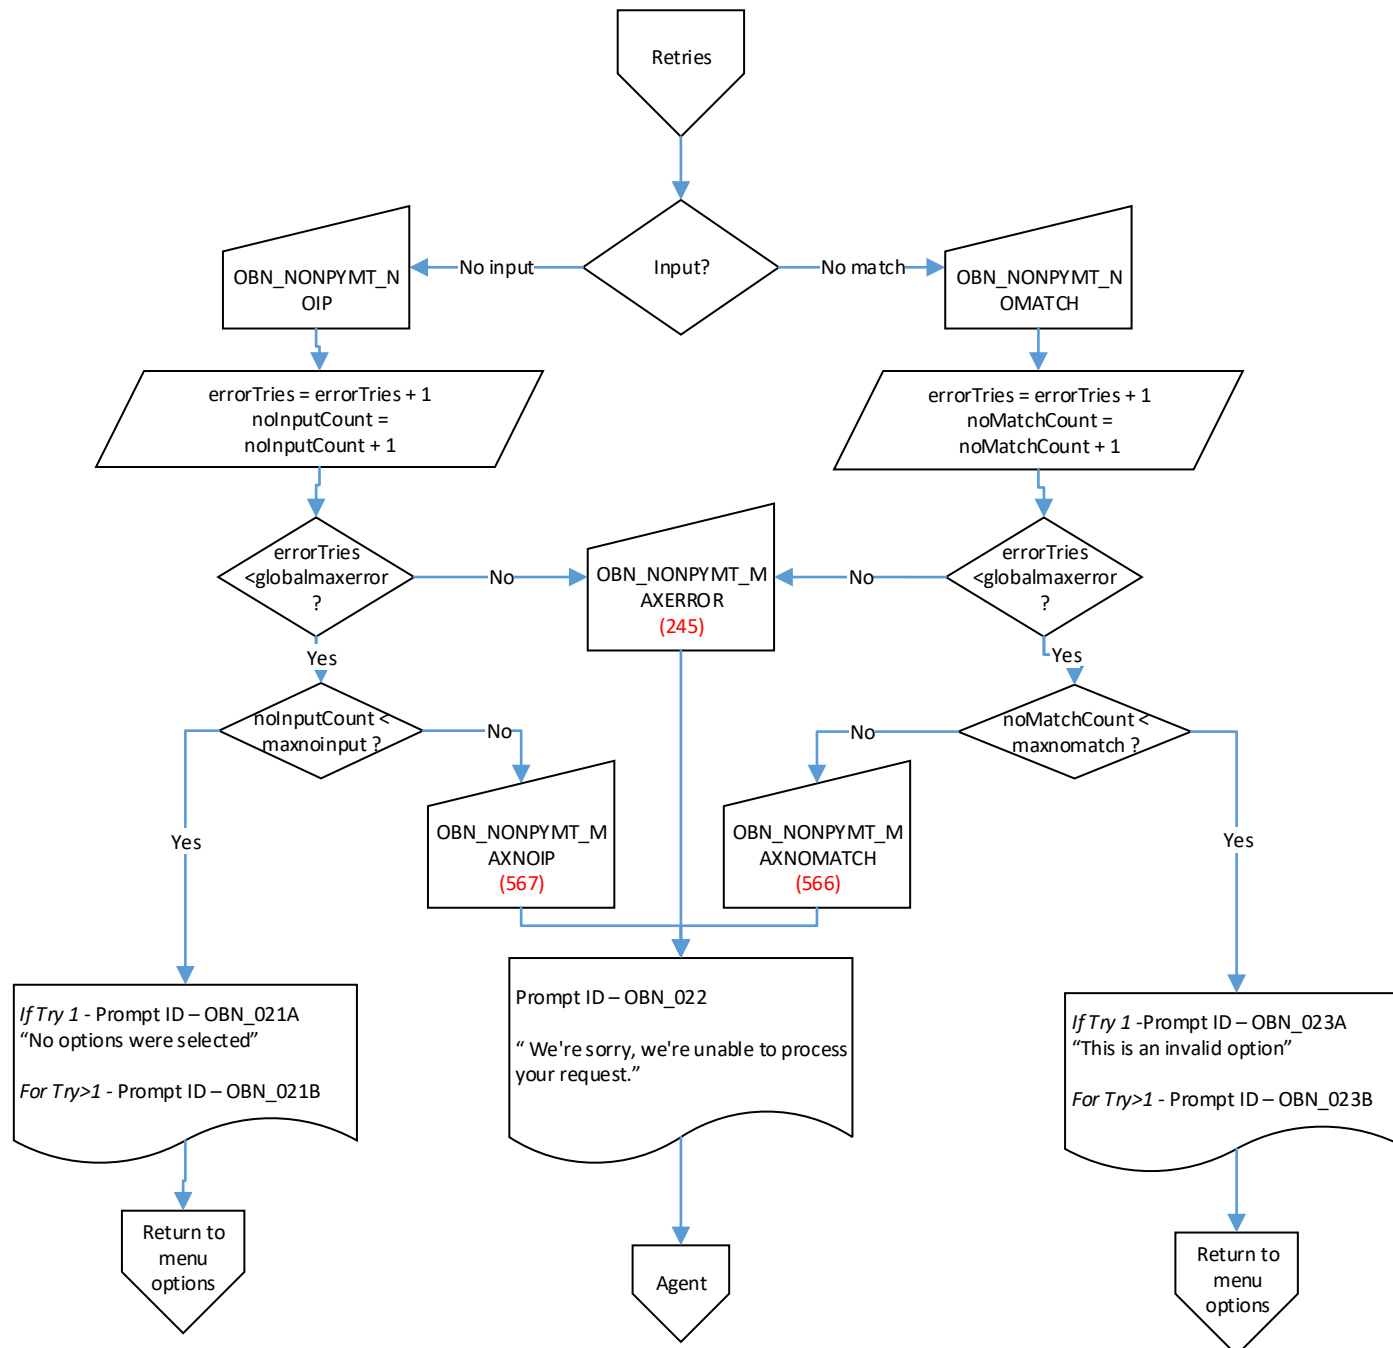 Retries
Input?
No input
No match
OBN_NONPYMT_N
OIP
OBN_NONPYMT_N
OMATCH
errorTries = errorTries + 1
noInputCount =
noInputCount + 1
errorTries = errorTries + 1
noMatchCount =
noMatchCount + 1
errorTries
<globalmaxerror
?
No
OBN_NONPYMT_M
AXERROR
(245)
No
errorTries
<globalmaxerror
?
Yes
Yes
noInputCount <
maxnoinput ?
No
No
noMatchCount <
maxnomatch ?
Yes
OBN_NONPYMT_M
AXNOIP
(567)
OBN_NONPYMT_M
AXNOMATCH
(566)
Yes
If Try 1 - Prompt ID – OBN_021A
“No options were selected”
For Try>1 - Prompt ID – OBN_021B
Prompt ID – OBN_022
“ We're sorry, we're unable to process
your request.”
If Try 1 -Prompt ID – OBN_023A
“This is an invalid option”
For Try>1 - Prompt ID – OBN_023B
Return to
menu
options
Agent
Return to
menu
options